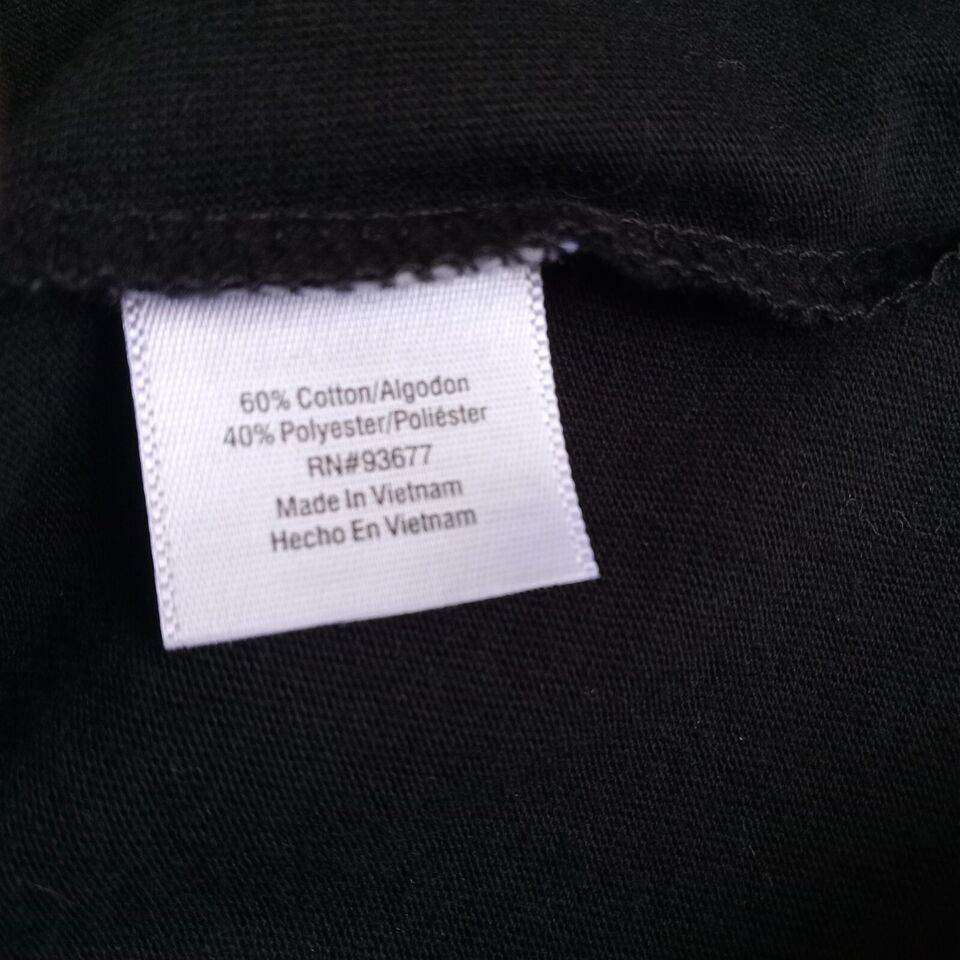 60% Cotton/Algodon
40% Polyester/Poliéster
RN#93677
Made In Vietnam
Hecho En Vietnam